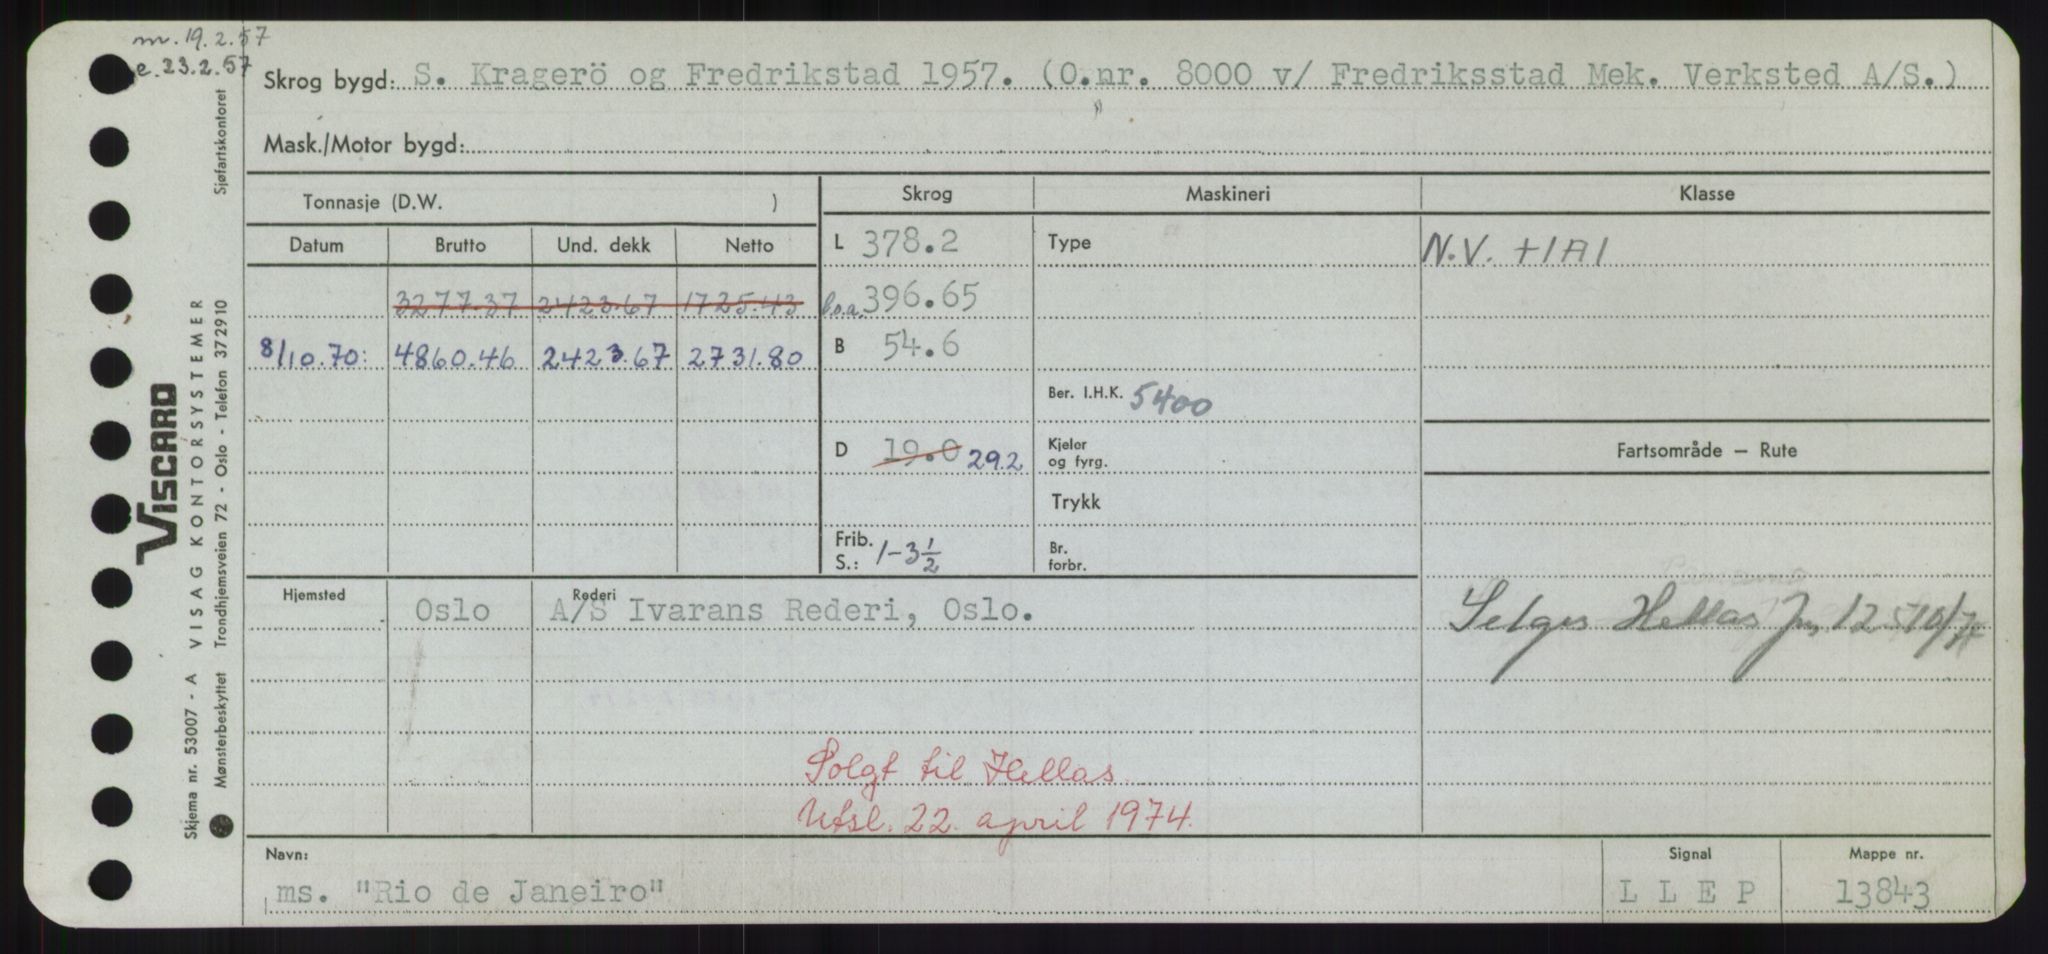 m. 19.2.57
e. 23.2.57
Skrog bygd: S. Kragerö og Fredrikstad 1957. (O.nr. 8000 v/ Fredriksstad Mek. Verksted A/S.)
Mask./Motor bygd:
Tonnasje (D.W. )
Skrog
Maskineri
Klasse
Datum
Brutto
Und. dekk
Netto
L 378.2
Type
N.V. +1A1
3277.37 2423.67 1725.43
l.o.a. 396.65
8/10.70: 4860.46 2423.67 2731.80
B 54.6
Ber. I.H.K. 5400
D 19.0 29.2
Kjeler
og fyrg.
Fartsområde — Rute
Trykk
Frib.
S.: 1-3½
Br.
forbr.
Hjemsted
Oslo
Rederi
A/S Ivarans Rederi, Oslo.
Selges Hellas 12
Solgt til Hellas
Utsl. 22. april 1974.
Navn:
ms. "Rio de Janeiro"
Signal
L L E P
Mappe nr.
13843
VISCARD
Skjema nr. 53007 - A VISAG KONTORSYSTEMER
Mønsterbeskyttet Trondhjemsveien 72 - Oslo - Telefon 372910 Sjøfartskontoret